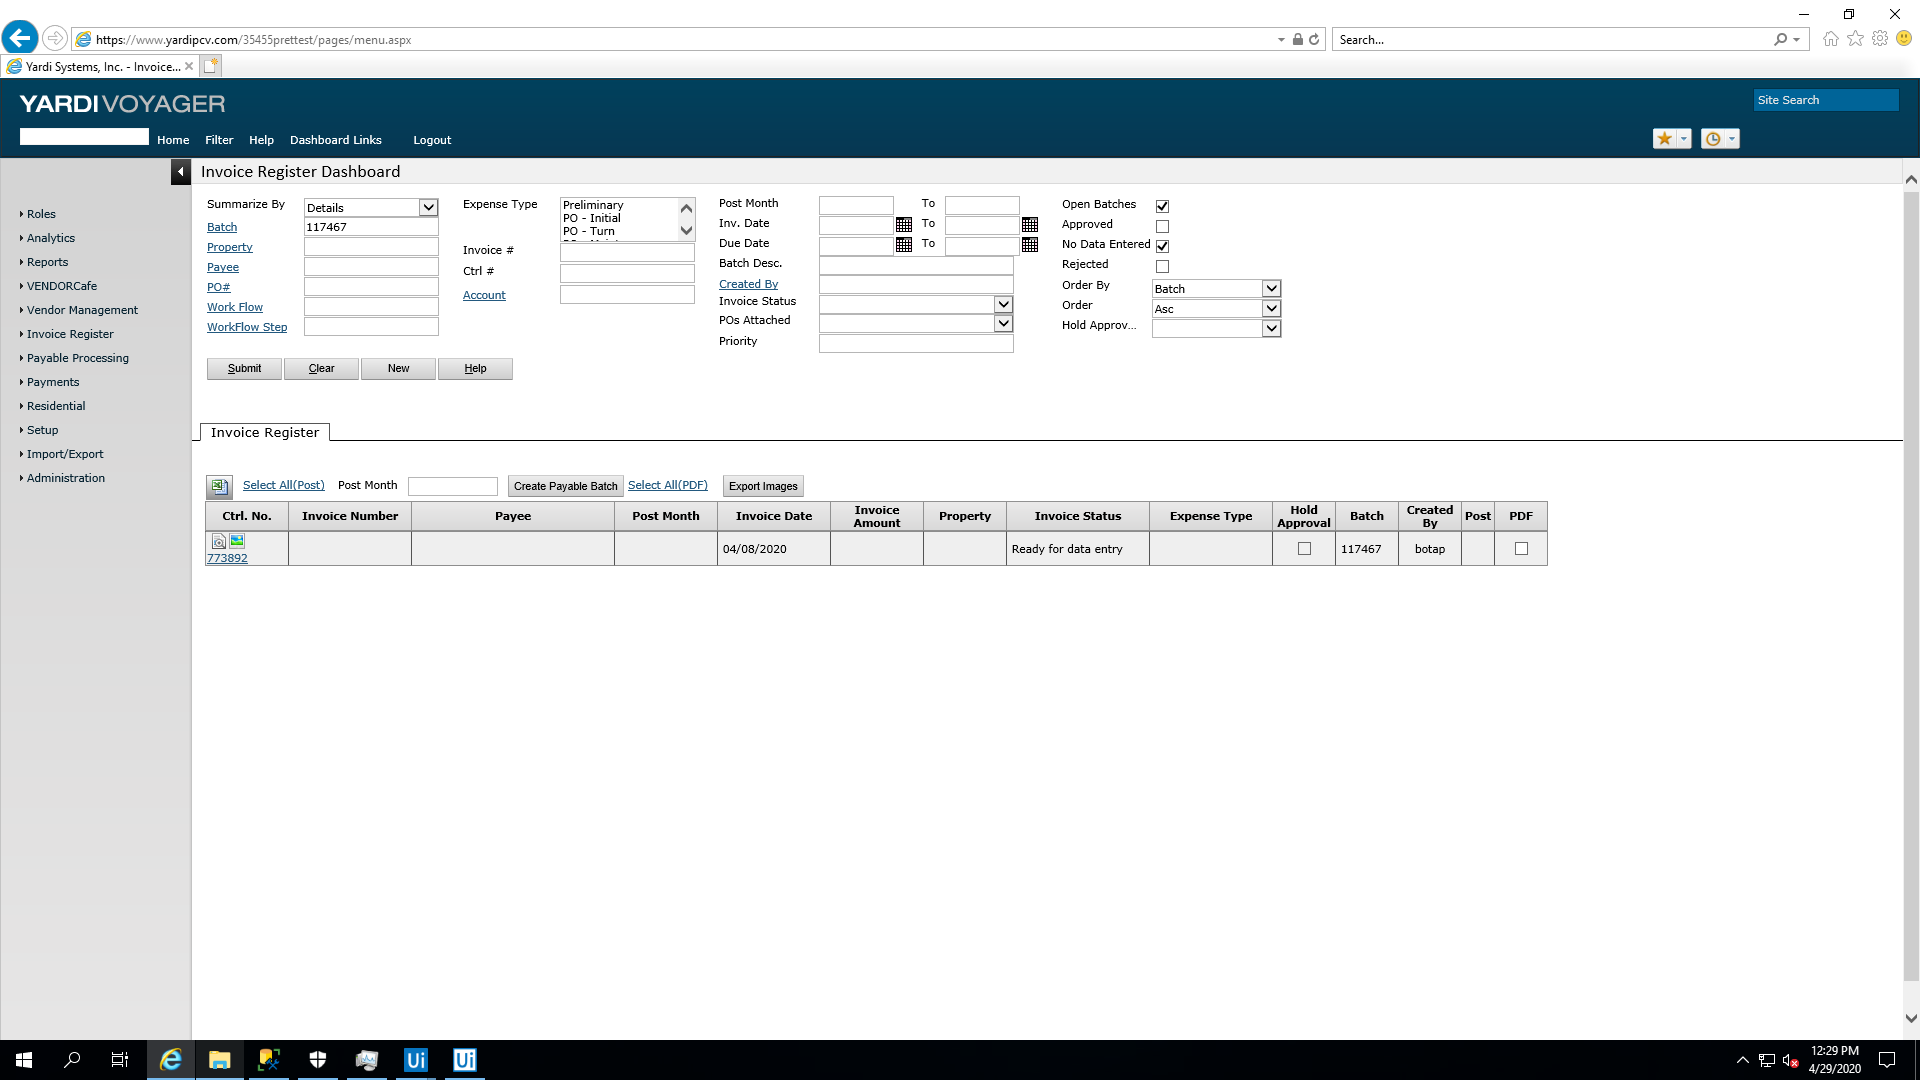 https://www.yardipcv.com/35455prettest/pages/menu.aspx
Search...
Yardi Systems, Inc. - Invoice...
YARDI VOYAGER
Site Search
Home Filter Help Dashboard Links Logout
Invoice Register Dashboard
Roles
Analytics
Reports
VENDORCafe
Vendor Management
Invoice Register
Payable Processing
Payments
Residential
Setup
Import/Export
Administration
Summarize By Details
Batch 117467
Property
Payee
PO#
Work Flow
WorkFlow Step
Expense Type
Preliminary
PO - Initial
PO - Turn
Invoice #
Ctrl #
Account
Post Month To
Inv. Date To
Due Date To
Batch Desc.
Created By
Invoice Status
POs Attached
Priority
Open Batches
Approved
No Data Entered
Rejected
Order By Batch
Order Asc
Hold Approv...
Submit Clear New Help
Invoice Register
Select All(Post) Post Month Create Payable Batch Select All(PDF) Export Images
Ctrl. No. Invoice Number Payee Post Month Invoice Date Invoice Amount Property Invoice Status Expense Type Hold Approval Batch Created By Post PDF
773892 04/08/2020 Ready for data entry 117467 botap
Ui Ui
12:29 PM
4/29/2020